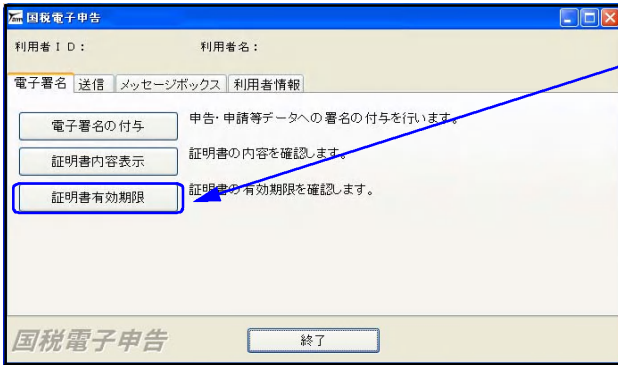 国税電子申告
利用者ID: 利用者名:
電子署名 送信 メッセージボックス 利用者情報
電子署名の付与 申告・申請等データへの署名の付与を行います。
証明書内容表示 証明書の内容を確認します。
証明書有効期限 証明書の有効期限を確認します。
国税電子申告 終了